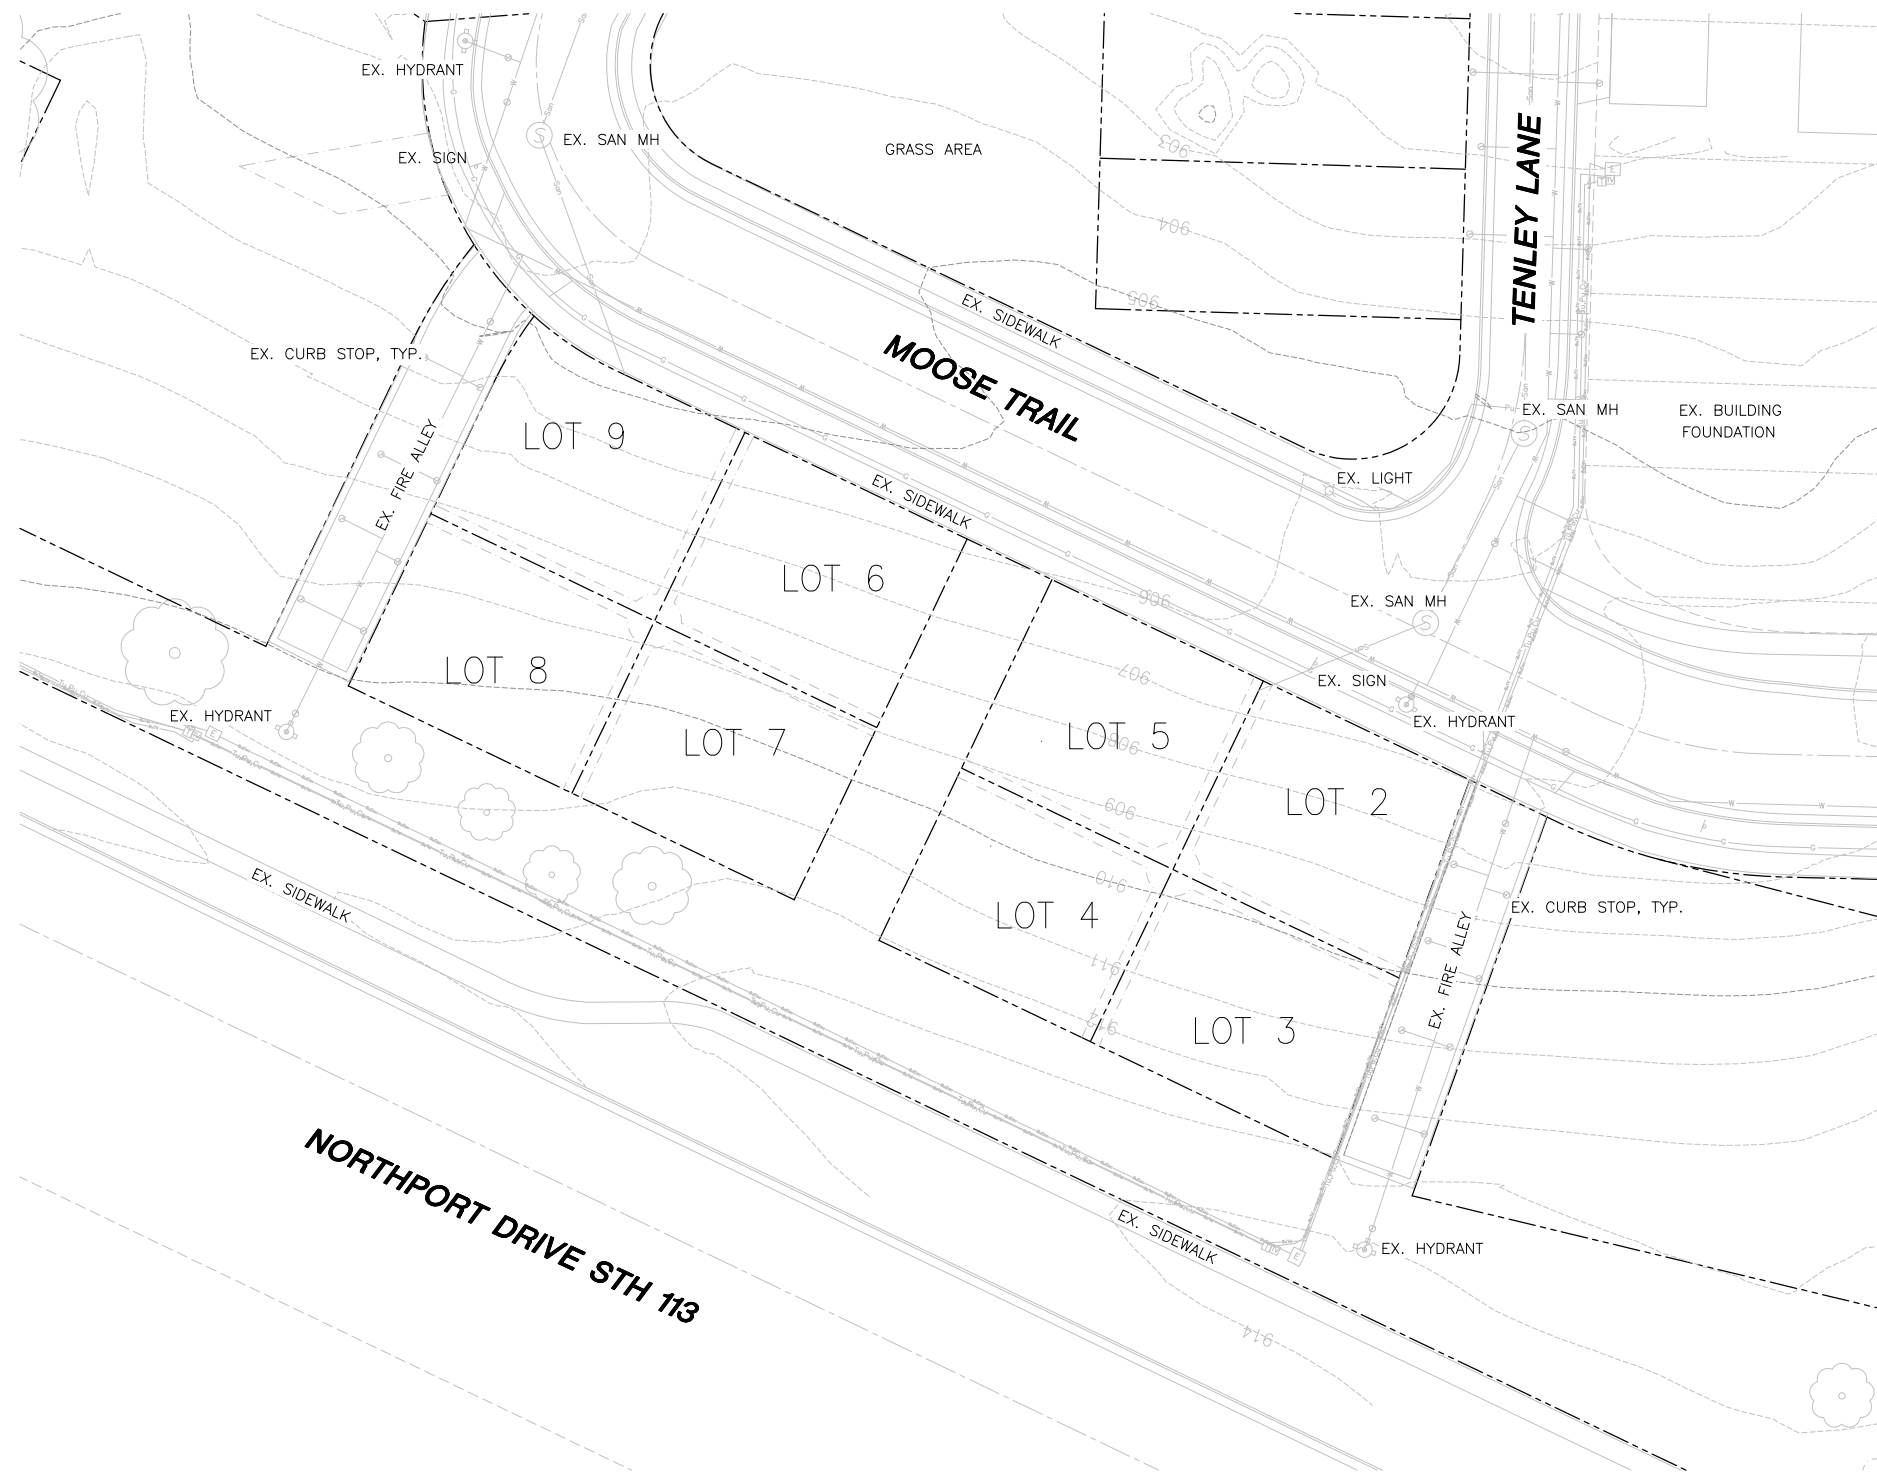 EX. HYDRANT
EX. SAN MH
EX. SIGN
GRASS AREA
903
TENLEY LANE
904
905
EX. SIDEWALK
MOOSE TRAIL
EX. CURB STOP, TYP.
EX. SAN MH
EX. BUILDING
FOUNDATION
LOT 9
EX. FIRE ALLEY
EX. LIGHT
EX. SIDEWALK
LOT 6
906
EX. SAN MH
LOT 8
907
EX. SIGN
EX. HYDRANT
EX. HYDRANT
LOT 7
LOT 5
908
LOT 2
909
EX. SIDEWALK
910
LOT 4
EX. CURB STOP, TYP.
911
EX. FIRE ALLEY
912
LOT 3
NORTHPORT DRIVE STH 113
EX. SIDEWALK
EX. HYDRANT
914